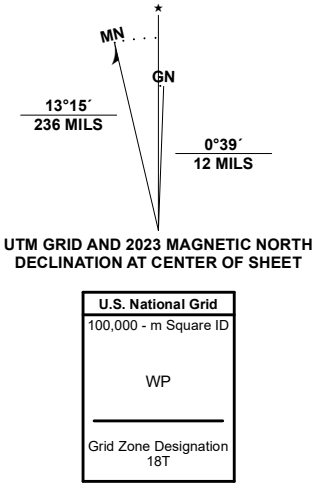 ★
MN
GN
13°15´
236 MILS
0°39´
12 MILS
UTM GRID AND 2023 MAGNETIC NORTH
DECLINATION AT CENTER OF SHEET
U.S. National Grid
100,000 - m Square ID
WP
Grid Zone Designation
18T